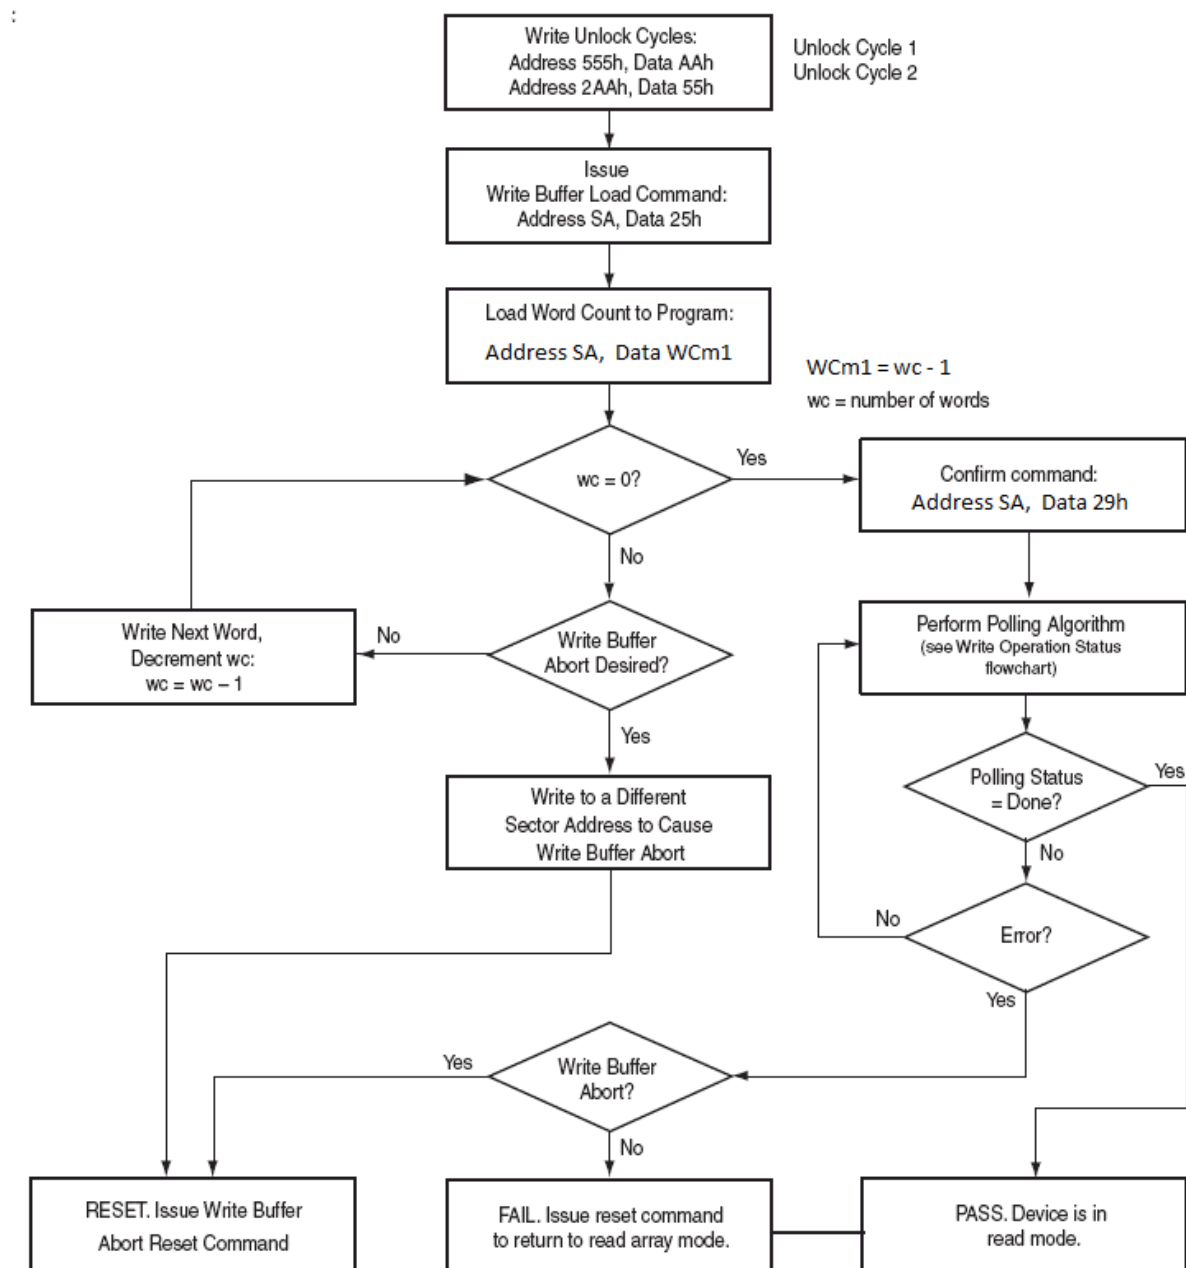 :
Write Unlock Cycles:
Address 555h, Data AAh
Address 2AAh, Data 55h
Unlock Cycle 1
Unlock Cycle 2
Issue
Write Buffer Load Command:
Address SA, Data 25h
Load Word Count to Program:
Address SA, Data WCm1
WCm1 = wc - 1
wc = number of words
wc = 0?
Yes
Confirm command:
Address SA, Data 29h
No
Write Next Word,
Decrement wc:
wc = wc – 1
No
Write Buffer
Abort Desired?
Perform Polling Algorithm
(see Write Operation Status
flowchart)
Yes
Polling Status
= Done?
Yes
Write to a Different
Sector Address to Cause
Write Buffer Abort
No
No
Error?
Yes
Yes
Write Buffer
Abort?
No
RESET. Issue Write Buffer
Abort Reset Command
FAIL. Issue reset command
to return to read array mode.
PASS. Device is in
read mode.